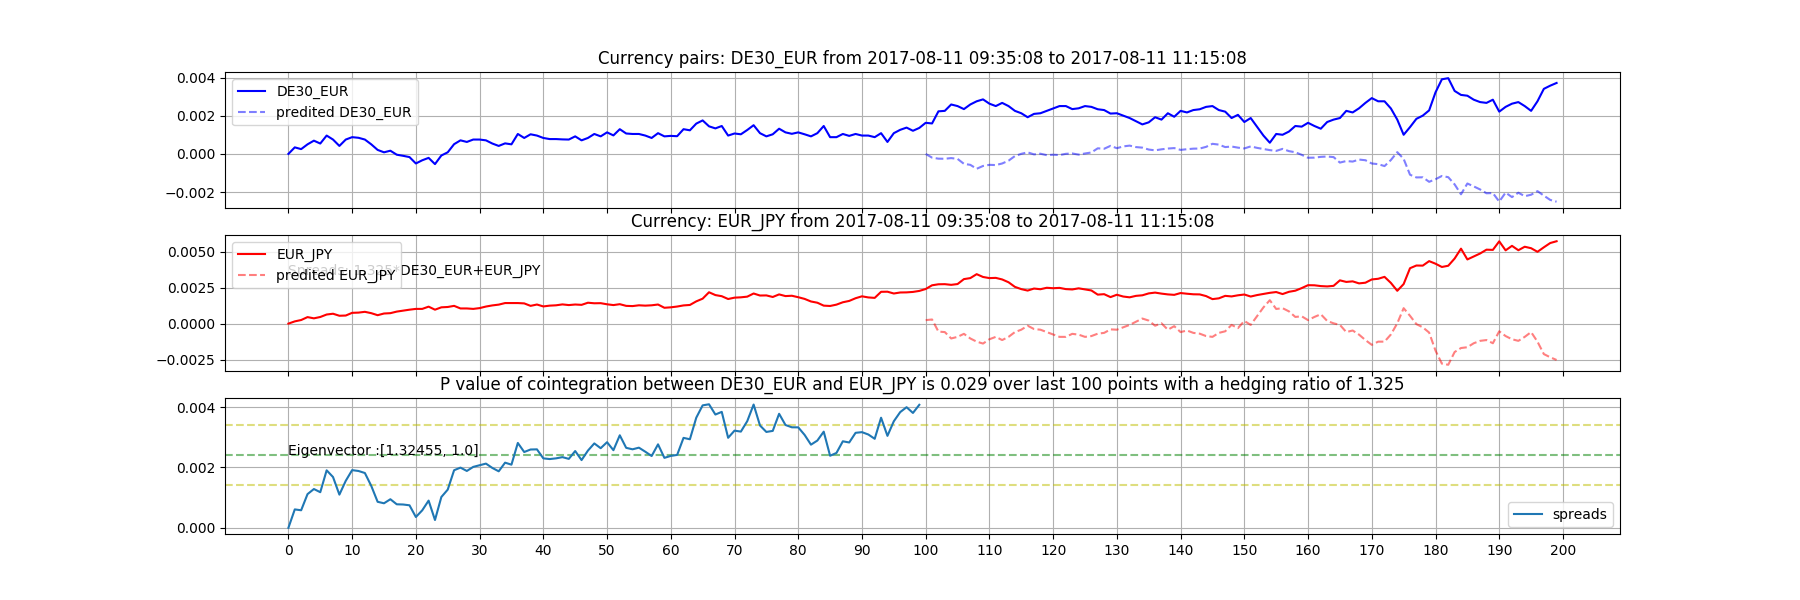 Currency pairs: DE30_EUR from 2017-08-11 09:35:08 to 2017-08-11 11:15:08
0.004
0.002
0.000
−0.002
DE30_EUR
predited DE30_EUR
Currency: EUR_JPY from 2017-08-11 09:35:08 to 2017-08-11 11:15:08
0.0050
0.0025
0.0000
−0.0025
EUR_JPY
Spreads: 1.325*DE30_EUR+EUR_JPY
predited EUR_JPY
P value of cointegration between DE30_EUR and EUR_JPY is 0.029 over last 100 points with a hedging ratio of 1.325
0.004
0.002
0.000
Eigenvector :[1.32455, 1.0]
spreads
0 10 20 30 40 50 60 70 80 90 100 110 120 130 140 150 160 170 180 190 200